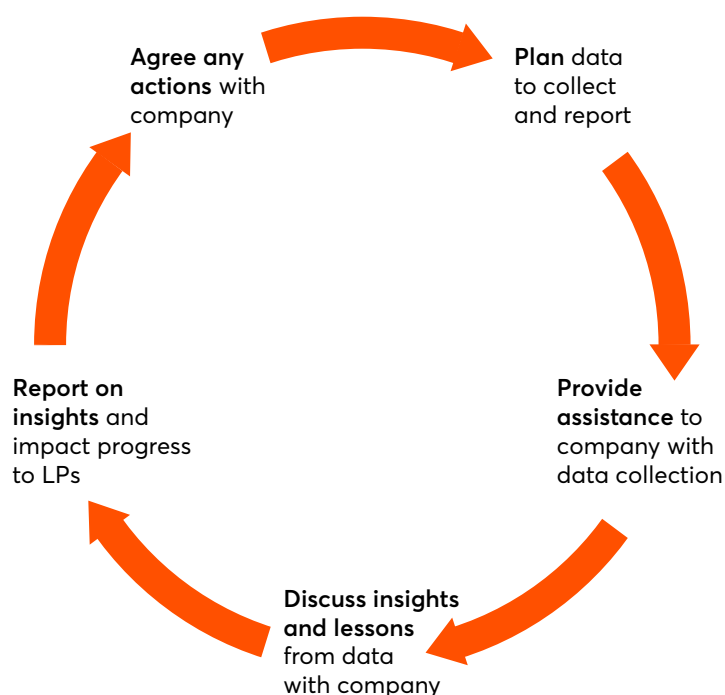 Agree any
actions with
company
Plan data
to collect
and report
Provide
assistance to
company with
data collection
Discuss insights
and lessons
from data
with company
Report on
insights and
impact progress
to LPs